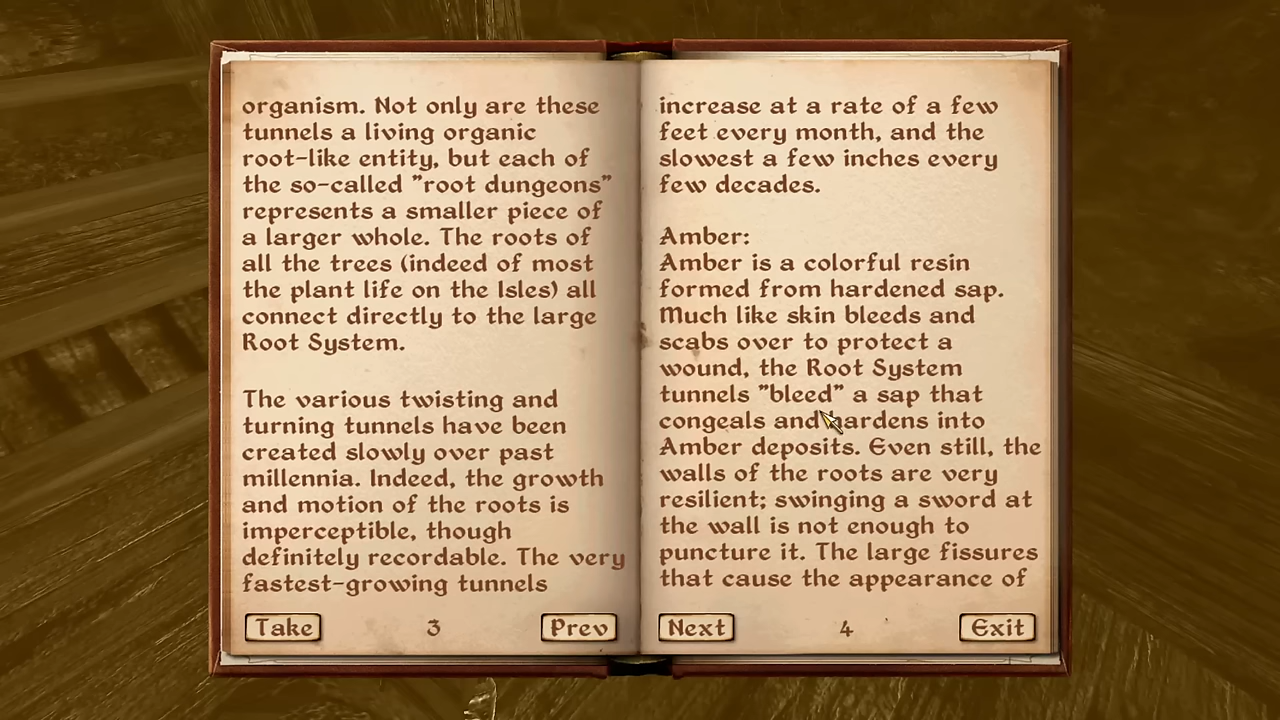 organism. Not only are these
tunnels a living organic
root-like entity, but each of
the so-called "root dungeons"
represents a smaller piece of
a larger whole. The roots of
all the trees (indeed of most
the plant life on the Isles) all
connect directly to the large
Root System.
The various twisting and
turning tunnels have been
created slowly over past
millennia. Indeed, the growth
and motion of the roots is
imperceptible, though
definitely recordable. The very
fastest-growing tunnels
Take
3
Prev
increase at a rate of a few
feet every month, and the
slowest a few inches every
few decades.
Amber:
Amber is a colorful resin
formed from hardened sap.
Much like skin bleeds and
scabs over to protect a
wound, the Root System
tunnels "bleed" a sap that
congeals and hardens into
Amber deposits. Even still, the
walls of the roots are very
resilient; swinging a sword at
the wall is not enough to
puncture it. The large fissures
that cause the appearance of
Next
4
Exit